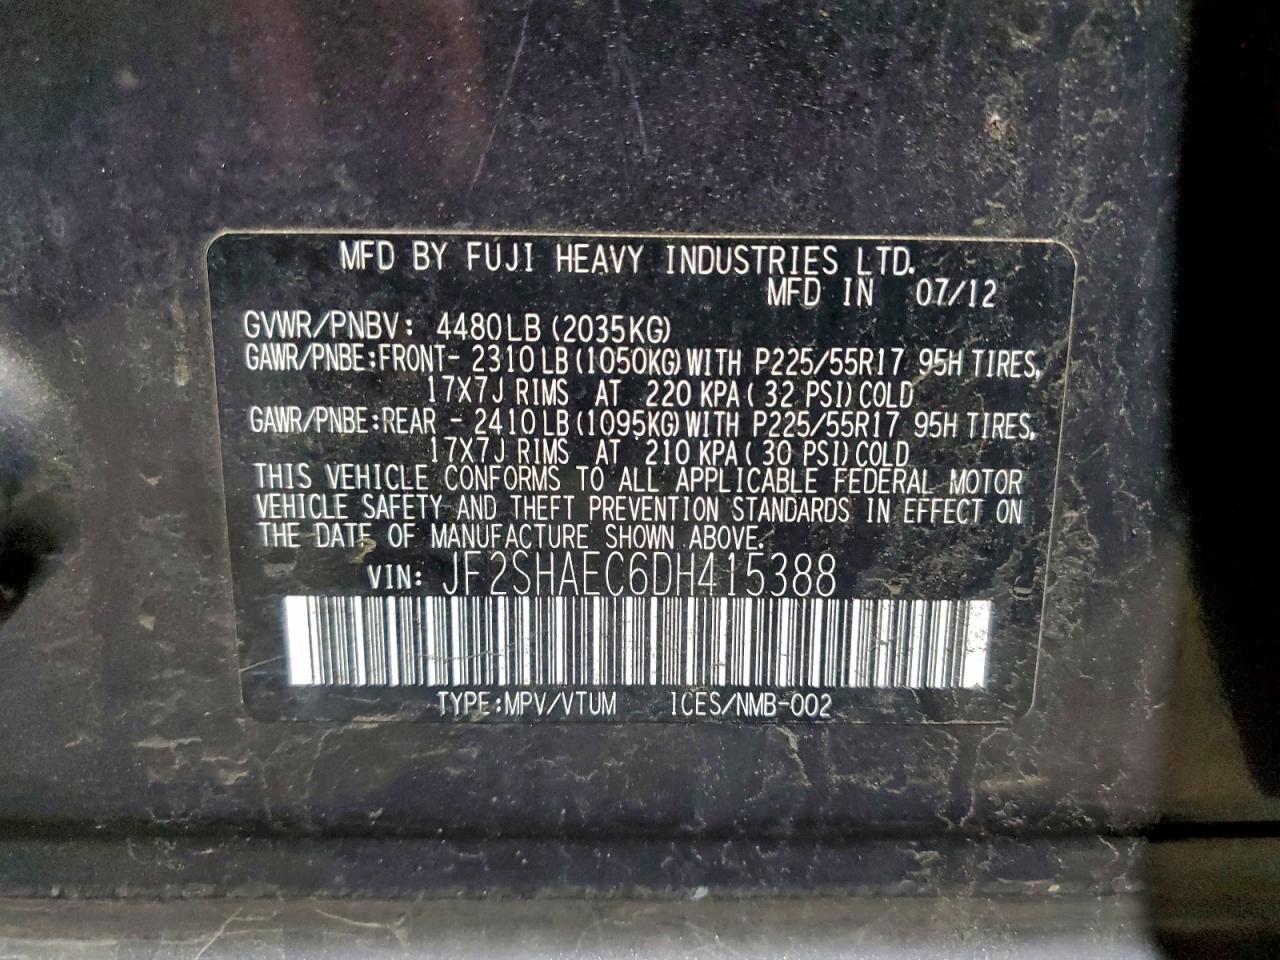 MFD BY FUJI HEAVY INDUSTRIES LTD.
MFD IN 07/12
GVWR/PNBV: 4480LB (2035KG)
GAWR/PNBE:FRONT- 2310 LB (1050KG) WITH P225/55R17 95H TIRES,
17X7J RIMS AT 220 KPA ( 32 PSI) COLD
GAWR/PNBE:REAR - 2410 LB (1095KG) WITH P225/55R17 95H TIRES,
17X7J RIMS AT 210 KPA ( 30 PSI) COLD
THIS VEHICLE CONFORMS TO ALL APPLICABLE FEDERAL MOTOR
VEHICLE SAFETY AND THEFT PREVENTION STANDARDS IN EFFECT ON
THE DATE OF MANUFACTURE SHOWN ABOVE.
VIN: JF2SHAEC6DH415388
TYPE:MPV/VTUM ICES/NMB-002